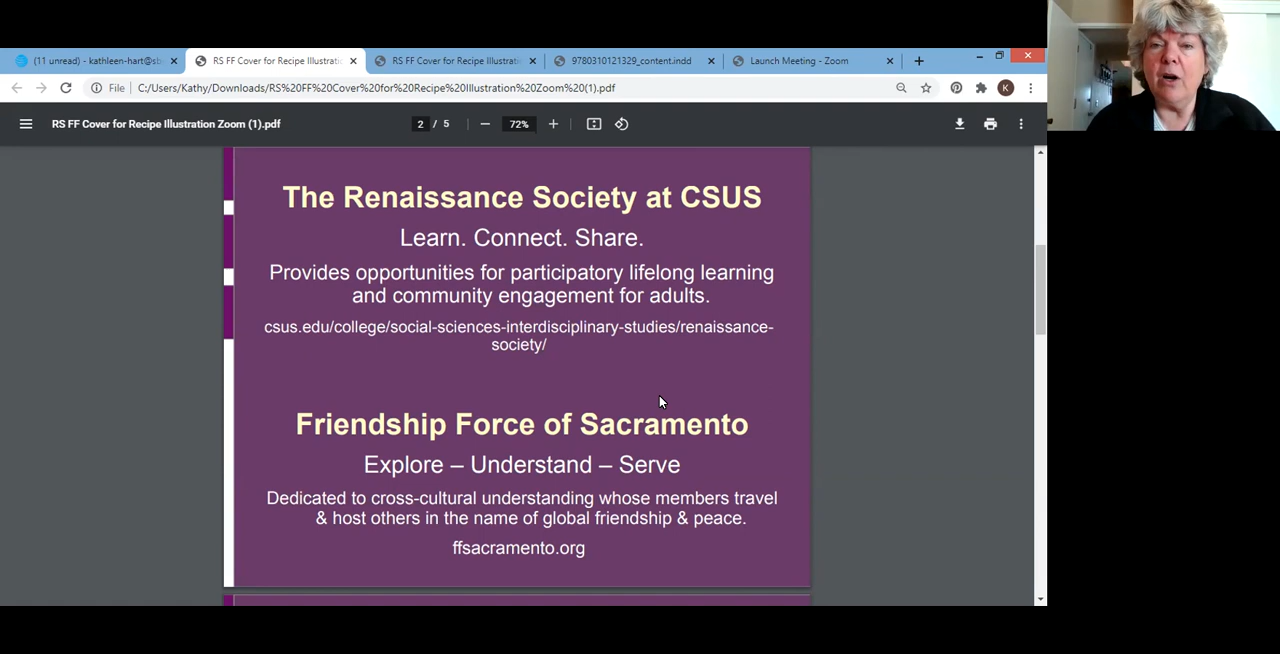 (11 unread) - kathleen-hart@sb
RS FF Cover for Recipe Illustratio
RS FF Cover for Recipe Illustratio
9780310121329_content.indd
Launch Meeting - Zoom
File
C:/Users/Kathy/Downloads/RS%20FF%20Cover%20for%20Recipe%20Illustration%20Zoom%20(1).pdf
K
RS FF Cover for Recipe Illustration Zoom (1).pdf
2 / 5
72%
The Renaissance Society at CSUS
Learn. Connect. Share.
Provides opportunities for participatory lifelong learning
and community engagement for adults.
csus.edu/college/social-sciences-interdisciplinary-studies/renaissance-
society/
Friendship Force of Sacramento
Explore – Understand – Serve
Dedicated to cross-cultural understanding whose members travel
& host others in the name of global friendship & peace.
ffsacramento.org